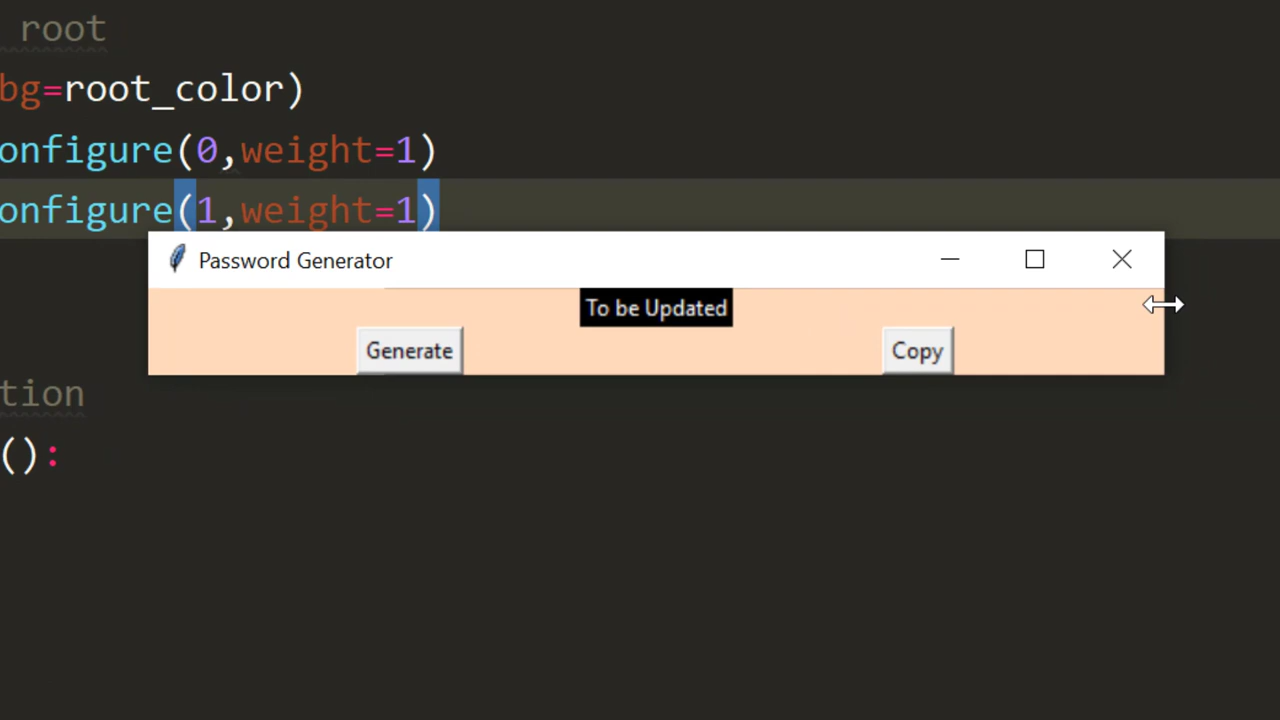 root
bg=root_color)
onfigure(0,weight=1)
onfigure(1,weight=1)
Password Generator
To be Updated
Generate Copy
tion
():